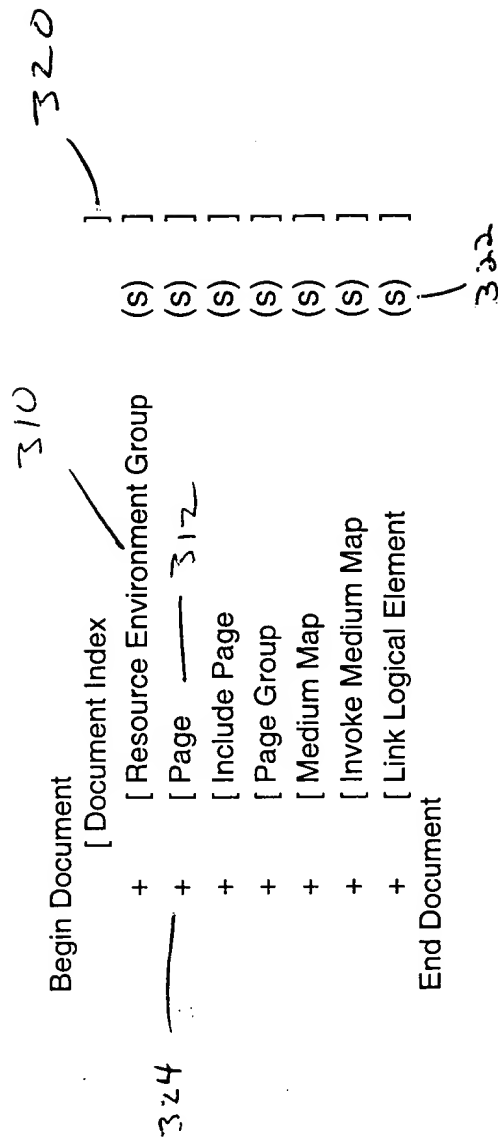 320
310
Begin Document
[ Document Index ]
+ [ Resource Environment Group (s) ]
+ [ Page 312 (s) ]
+ [ Include Page (s) ]
+ [ Page Group (s) ]
+ [ Medium Map (s) ]
+ [ Invoke Medium Map (s) ]
+ [ Link Logical Element (s) ]
End Document
324
322